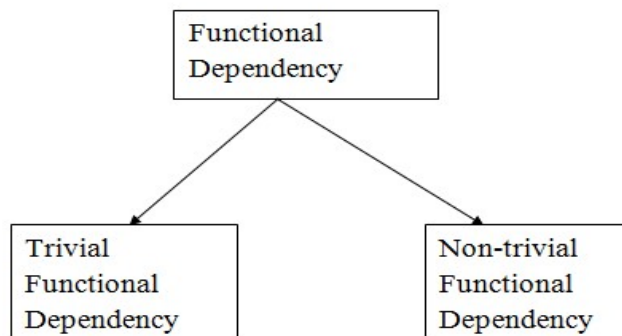 Functional
Dependency
Trivial
Functional
Dependency
Non-trivial
Functional
Dependency